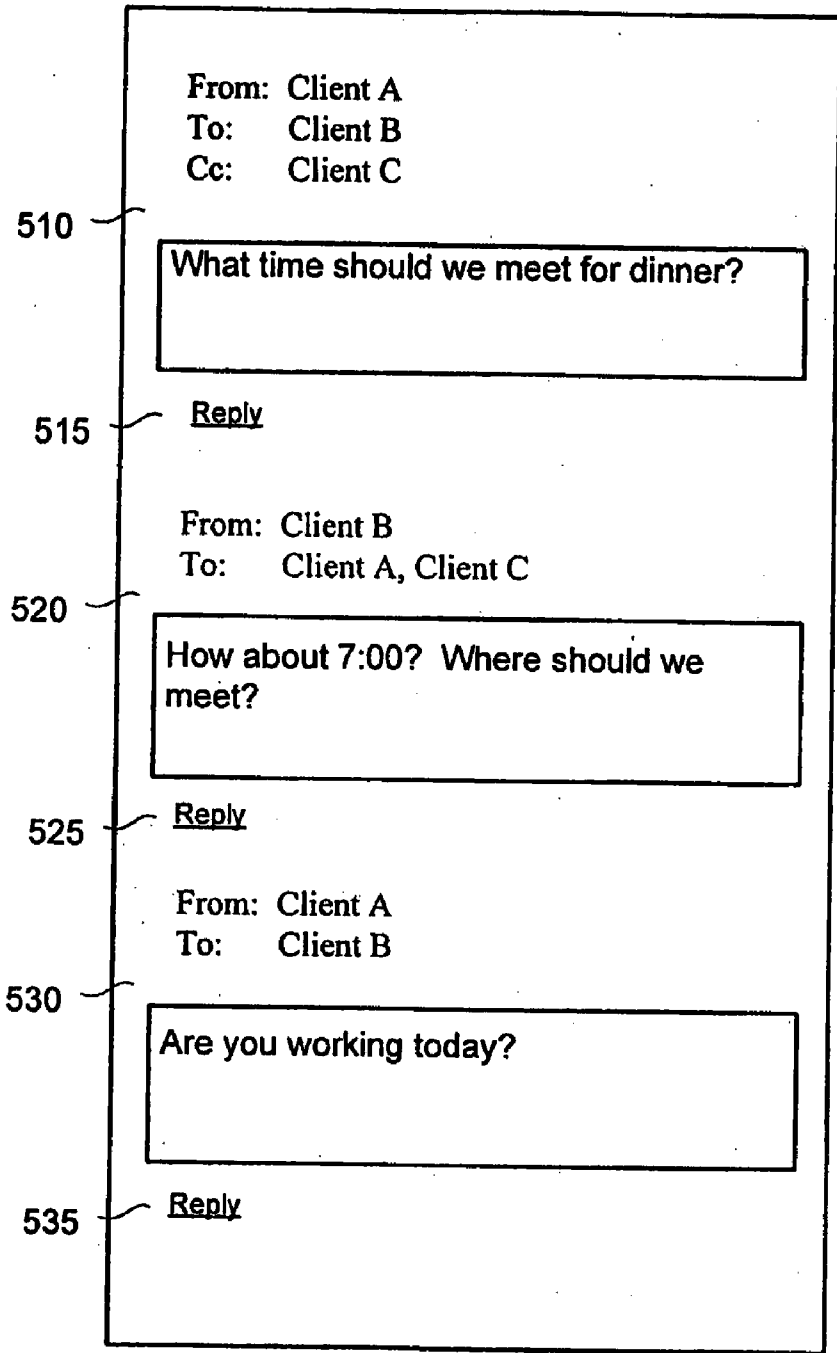 From: Client A
To: Client B
Cc: Client C
510
What time should we meet for dinner?
515
Reply
From: Client B
To: Client A, Client C
520
How about 7:00? Where should we
meet?
525
Reply
From: Client A
To: Client B
530
Are you working today?
535
Reply